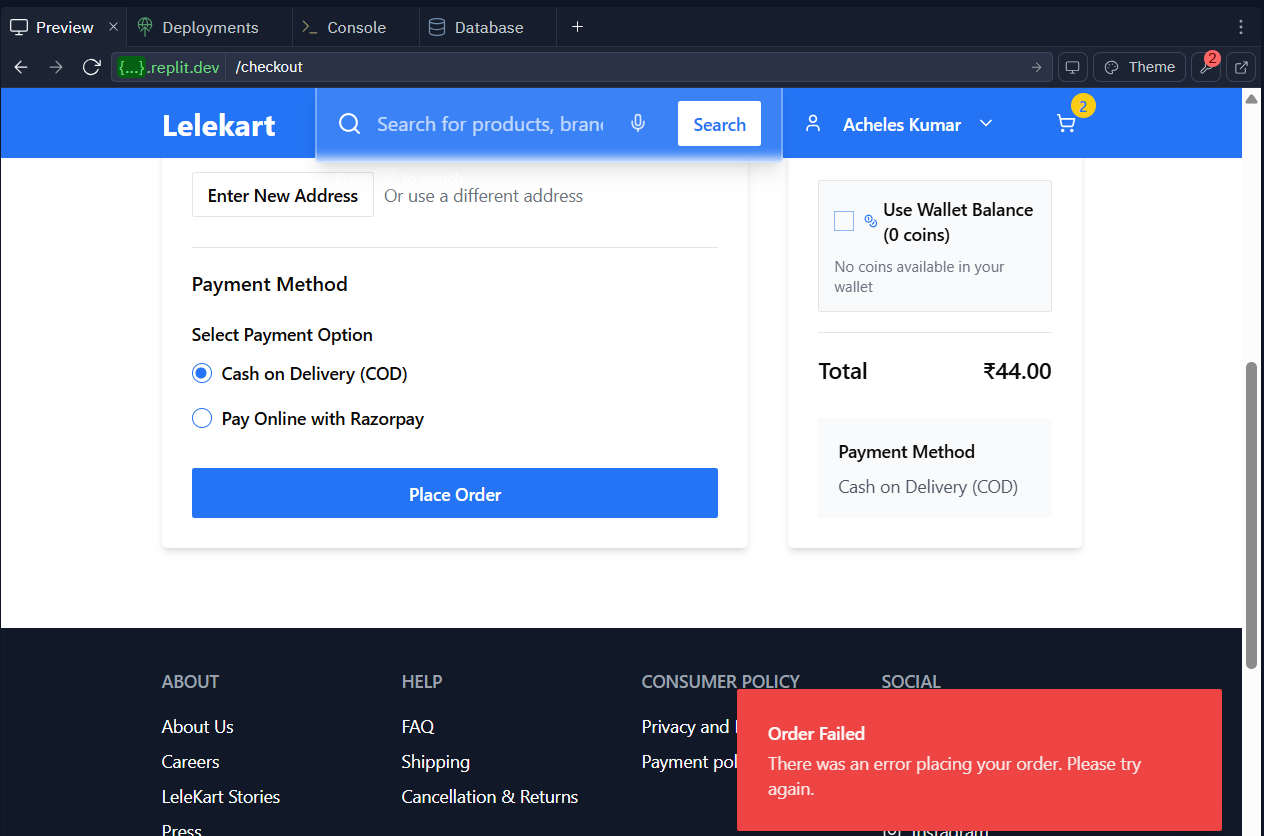 Preview
Deployments
Console
Database
{...}.replit.dev
/checkout
Theme
2
Lelekart
Search for products, brand
Search
Acheles Kumar
2
Enter New Address
Or use a different address
Payment Method
Select Payment Option
Cash on Delivery (COD)
Pay Online with Razorpay
Place Order
Use Wallet Balance
(0 coins)
No coins available in your
wallet
Total
₹44.00
Payment Method
Cash on Delivery (COD)
ABOUT
About Us
Careers
LeleKart Stories
Press
HELP
FAQ
Shipping
Cancellation & Returns
CONSUMER POLICY
Privacy and
Payment pol
SOCIAL
Instagram
Order Failed
There was an error placing your order. Please try
again.